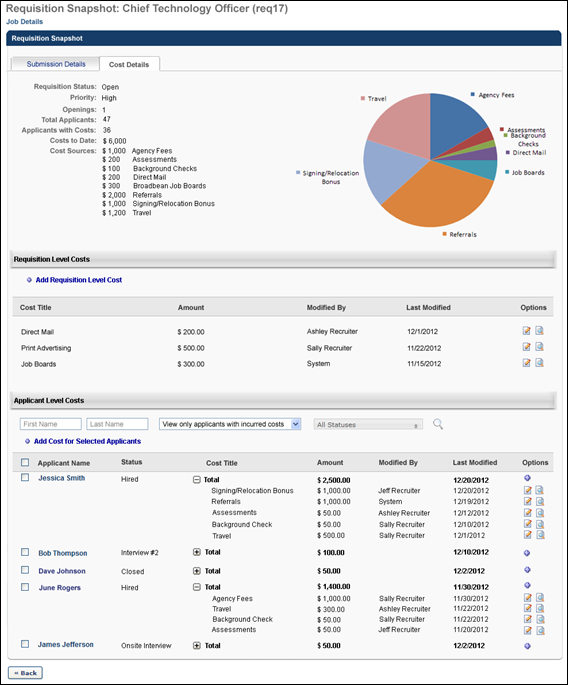 Requisition Snapshot: Chief Technology Officer (req17)
Job Details
Requisition Snapshot
Submission Details Cost Details
Requisition Status: Open
Priority: High
Openings: 1
Total Applicants: 47
Applicants with Costs: 36
Costs to Date: $ 6,000
Cost Sources: $ 1,000 Agency Fees
$ 200 Assessments
$ 100 Background Checks
$ 200 Direct Mail
$ 300 Broadbean Job Boards
$ 2,000 Referrals
$ 1,000 Signing/Relocation Bonus
$ 1,200 Travel
Travel
Agency Fees
Assessments
Background
Checks
Direct Mail
Job Boards
Signing/Relocation
Bonus
Referrals
Requisition Level Costs
Add Requisition Level Cost
Cost Title Amount Modified By Last Modified Options
Direct Mail $ 200.00 Ashley Recruiter 12/1/2012
Print Advertising $ 500.00 Sally Recruiter 11/22/2012
Job Boards $ 300.00 System 11/15/2012
Applicant Level Costs
First Name Last Name View only applicants with incurred costs All Statuses
Add Cost for Selected Applicants
Applicant Name Status Cost Title Amount Modified By Last Modified Options
Jessica Smith Hired Total $ 2,500.00 12/20/2012
Signing/Relocation Bonus $ 1,000.00 Jeff Recruiter 12/20/2012
Referrals $ 1,000.00 System 12/19/2012
Assessments $ 50.00 Ashley Recruiter 12/12/2012
Background Check $ 50.00 Sally Recruiter 12/10/2012
Travel $ 500.00 Sally Recruiter 12/1/2012
Bob Thompson Interview #2 Total $ 100.00 12/10/2012
Dave Johnson Closed Total $ 50.00 12/2/2012
June Rogers Hired Total $ 1,400.00 11/30/2012
Agency Fees $ 1,000.00 Sally Recruiter 11/30/2012
Travel $ 300.00 Ashley Recruiter 11/22/2012
Background Check $ 50.00 Sally Recruiter 11/22/2012
Assessments $ 50.00 Jeff Recruiter 11/20/2012
James Jefferson Onsite Interview Total $ 50.00 12/2/2012
« Back